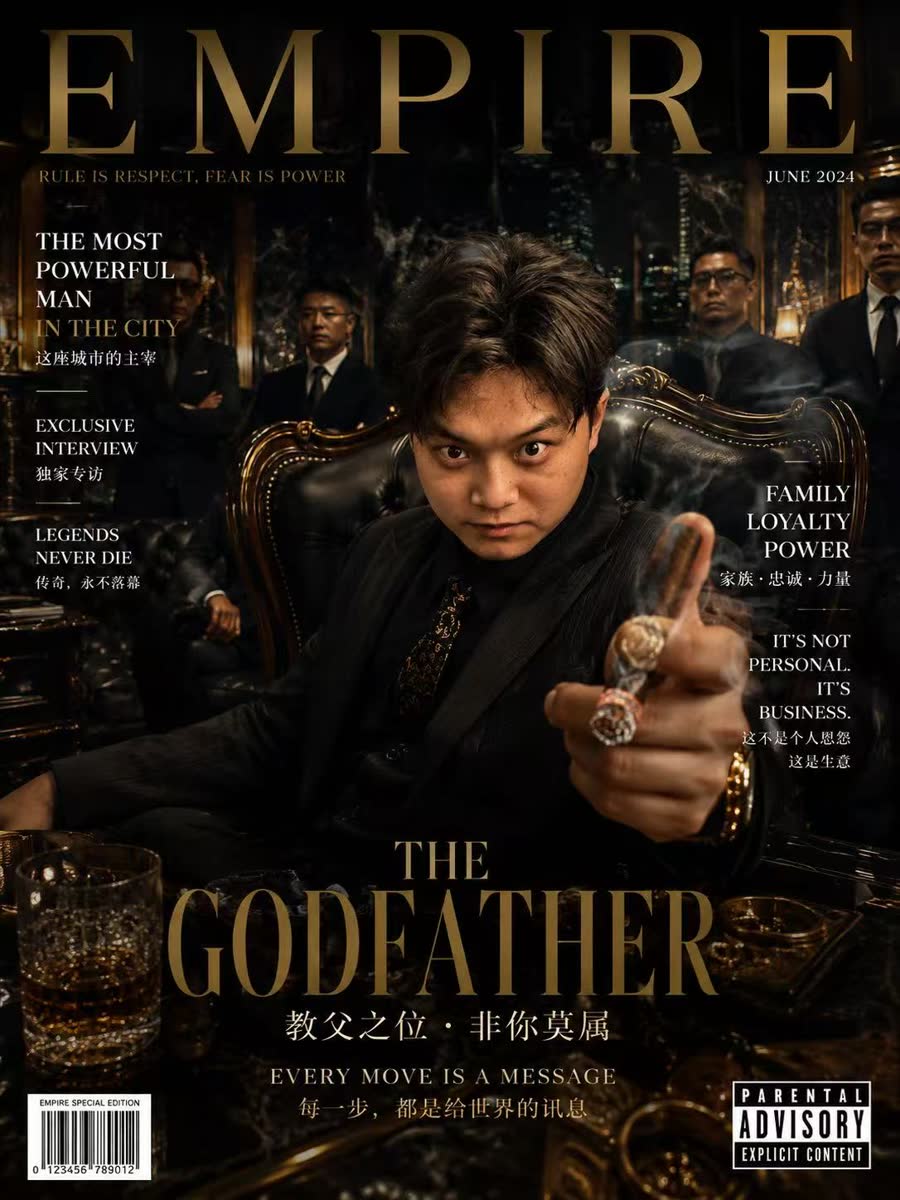 EMPIRE
RULE IS RESPECT, FEAR IS POWER
JUNE 2024
THE MOST
POWERFUL
MAN
IN THE CITY
这座城市的主宰
EXCLUSIVE
INTERVIEW
独家专访
LEGENDS
NEVER DIE
传奇，永不落幕
FAMILY
LOYALTY
POWER
家族·忠诚·力量
IT'S NOT
PERSONAL.
IT'S
BUSINESS.
这不是个人恩怨
这是生意
THE
GODFATHER
教父之位·非你莫属
EVERY MOVE IS A MESSAGE
每一步，都是给世界的讯息
EMPIRE SPECIAL EDITION
0 123456 789012
PARENTAL
ADVISORY
EXPLICIT CONTENT